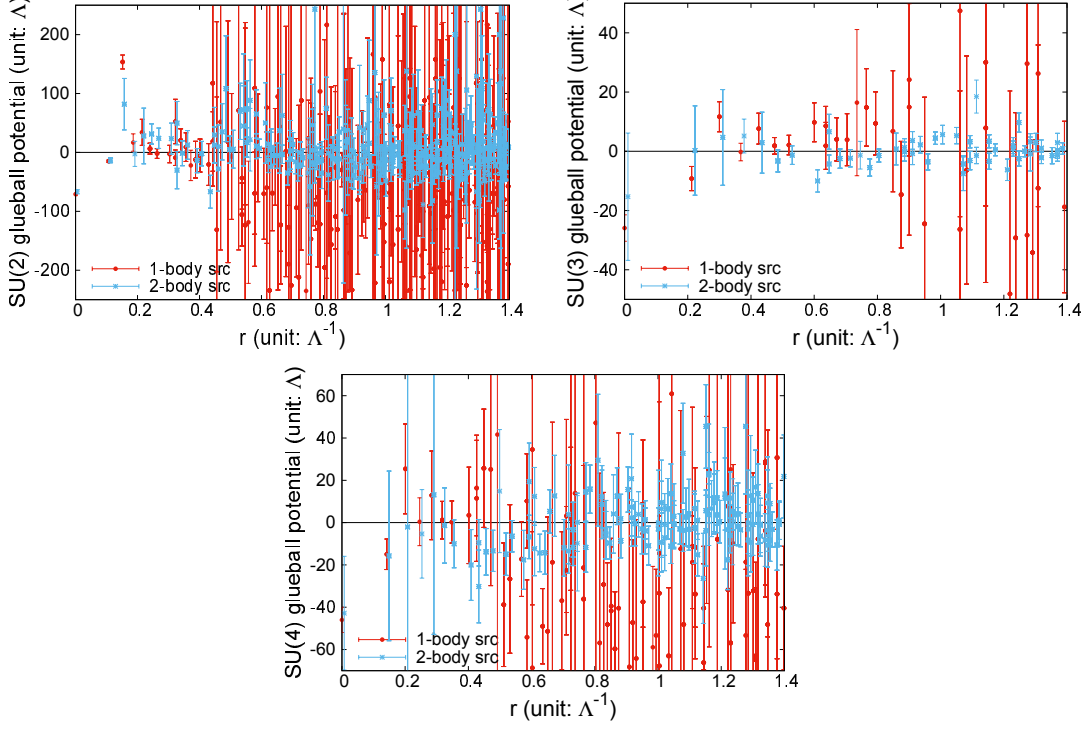 SU(2) glueball potential (unit: Λ)
200
100
0
-100
-200
1-body src
2-body src
0 0.2 0.4 0.6 0.8 1 1.2 1.4
r (unit: Λ⁻¹)
SU(3) glueball potential (unit: Λ)
40
20
0
-20
-40
1-body src
2-body src
0 0.2 0.4 0.6 0.8 1 1.2 1.4
r (unit: Λ⁻¹)
SU(4) glueball potential (unit: Λ)
60
40
20
0
-20
-40
-60
1-body src
2-body src
0 0.2 0.4 0.6 0.8 1 1.2 1.4
r (unit: Λ⁻¹)